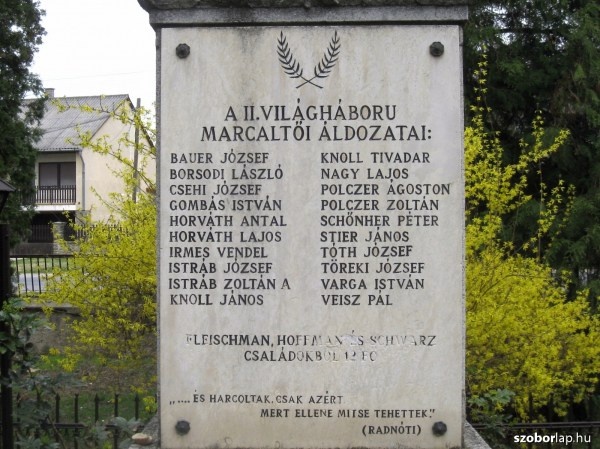 A II. VILÁGHÁBORU
MARCALTŐI ÁLDOZATAI:
BAUER JÓZSEF
BORSODI LÁSZLÓ
CSEHI JÓZSEF
GOMBÁS ISTVÁN
HORVÁTH ANTAL
HORVÁTH LAJOS
IRMES VENDEL
ISTRÁB JÓZSEF
ISTRÁB ZOLTÁN A
KNOLL JÁNOS
KNOLL TIVADAR
NAGY LAJOS
POLCZER ÁGOSTON
POLCZER ZOLTÁN
SCHÖNHER PÉTER
STIER JÁNOS
TÓTH JÓZSEF
TÖREKI JÓZSEF
VARGA ISTVÁN
VEISZ PÁL
FLEISCHMAN, HOFFMAN ÉS SCHWARZ
CSALÁDOKBÓL 12 FŐ
„....ÉS HARCOLTAK, CSAK AZÉRT
MERT ELLENE MITSE TEHETTEK."
(RADNÓTI)
www.szoborlap.hu